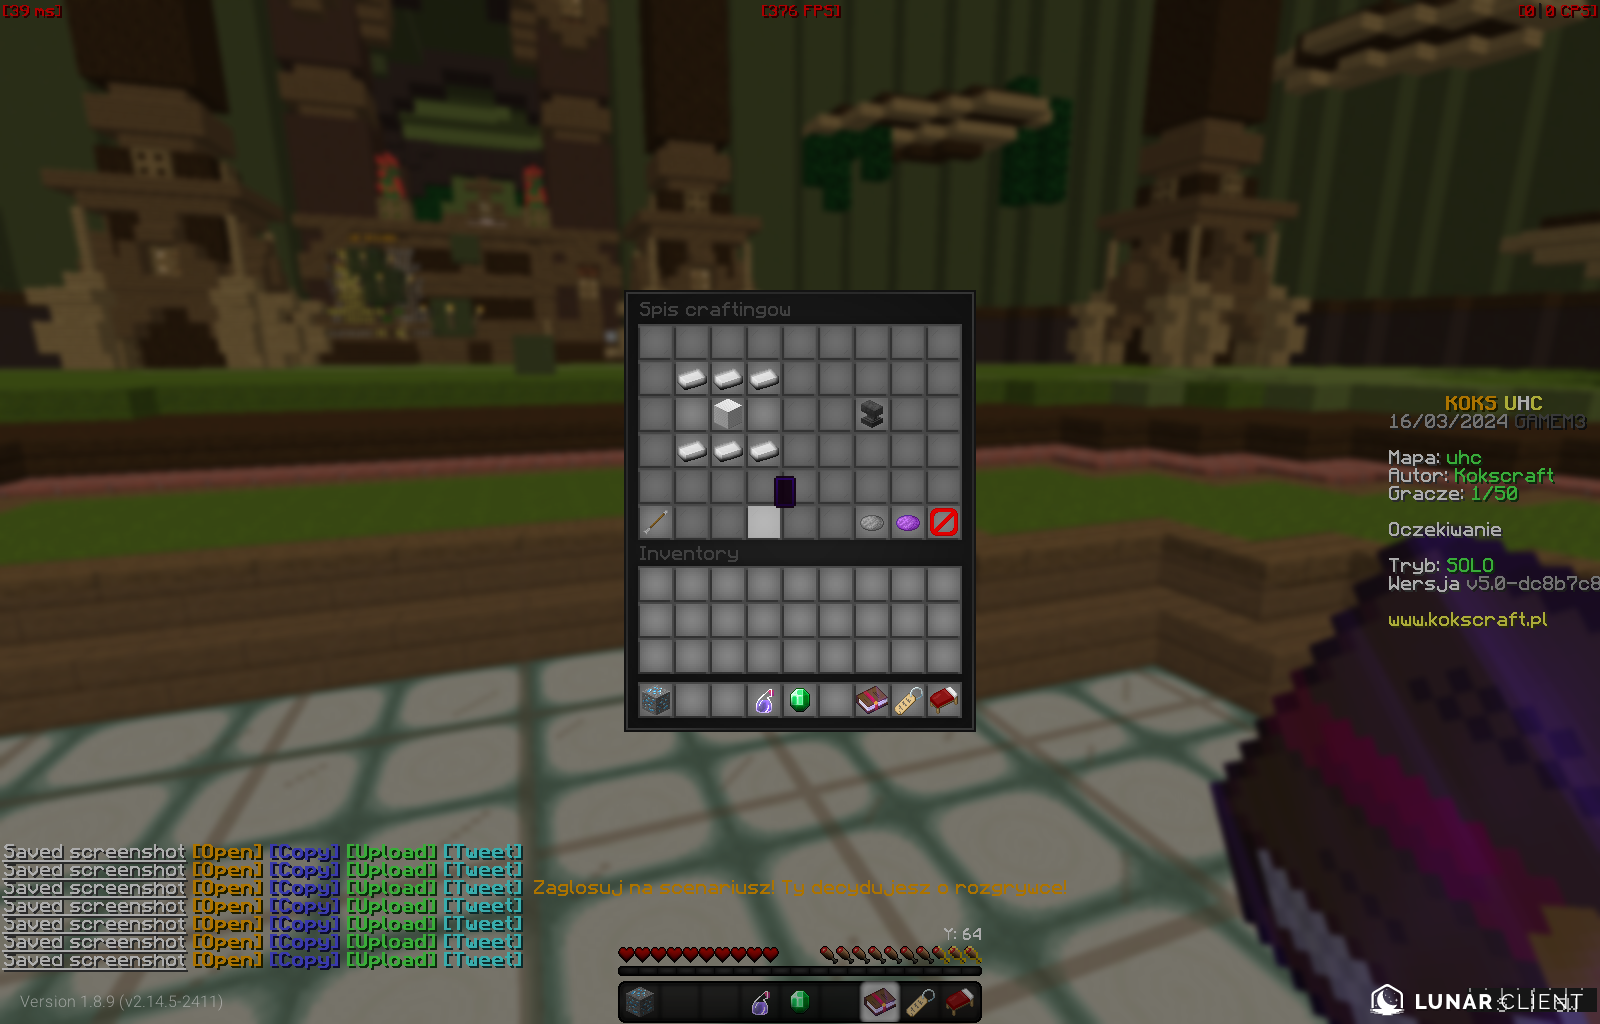 [39 ms]
[376 FPS]
[0|0 CPS]
Spis craftingow
Inventory
KOKS UHC
16/03/2024 GAMEM3
Mapa: uhc
Autor: Kokscraft
Gracze: 1/50
Oczekiwanie
Tryb: SOLO
Wersja v5.0-dc8b7c8
www.kokscraft.pl
Saved screenshot [Open] [Copy] [Upload] [Tweet]
Saved screenshot [Open] [Copy] [Upload] [Tweet]
Saved screenshot [Open] [Copy] [Upload] [Tweet]
Saved screenshot [Open] [Copy] [Upload] [Tweet]
Saved screenshot [Open] [Copy] [Upload] [Tweet]
Saved screenshot [Open] [Copy] [Upload] [Tweet]
Saved screenshot [Open] [Copy] [Upload] [Tweet]
Zaglosuj na scenariusz! Ty decydujesz o rozgrywce!
Y: 64
Version 1.8.9 (v2.14.5-2411)
LUNAR CLIENT